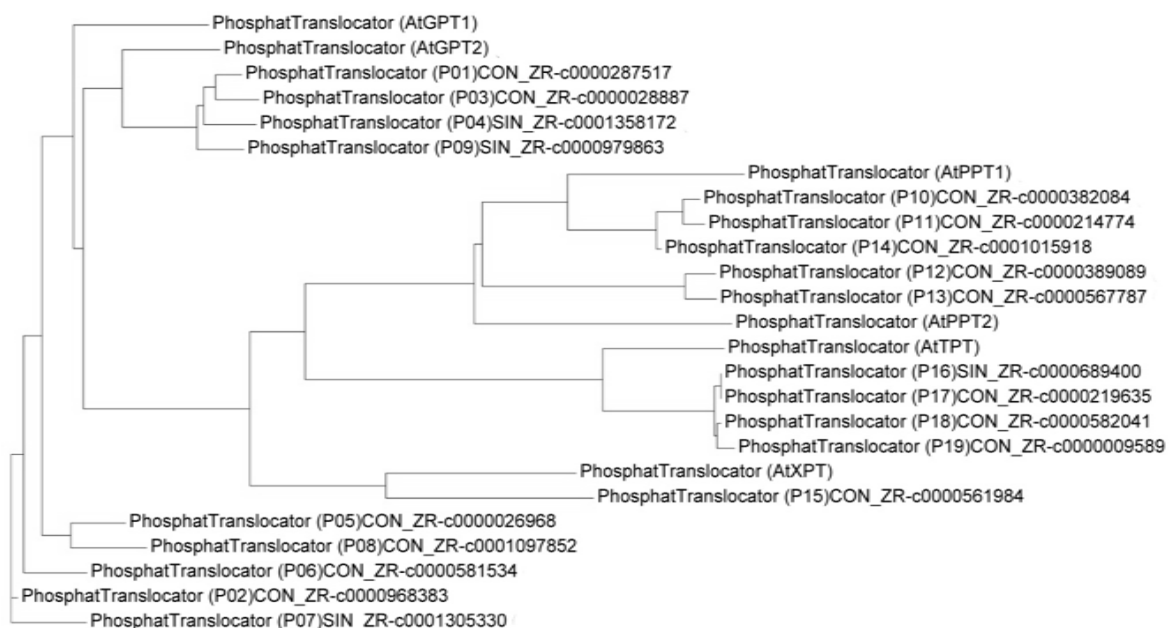 PhosphatTranslocator (AtGPT1)
PhosphatTranslocator (AtGPT2)
PhosphatTranslocator (P01)CON_ZR-c0000287517
PhosphatTranslocator (P03)CON_ZR-c0000028887
PhosphatTranslocator (P04)SIN_ZR-c0001358172
PhosphatTranslocator (P09)SIN_ZR-c0000979863
PhosphatTranslocator (AtPPT1)
PhosphatTranslocator (P10)CON_ZR-c0000382084
PhosphatTranslocator (P11)CON_ZR-c0000214774
PhosphatTranslocator (P14)CON_ZR-c0001015918
PhosphatTranslocator (P12)CON_ZR-c0000389089
PhosphatTranslocator (P13)CON_ZR-c0000567787
PhosphatTranslocator (AtPPT2)
PhosphatTranslocator (AtTPT)
PhosphatTranslocator (P16)SIN_ZR-c0000689400
PhosphatTranslocator (P17)CON_ZR-c0000219635
PhosphatTranslocator (P18)CON_ZR-c0000582041
PhosphatTranslocator (P19)CON_ZR-c0000009589
PhosphatTranslocator (AtXPT)
PhosphatTranslocator (P15)CON_ZR-c0000561984
PhosphatTranslocator (P05)CON_ZR-c0000026968
PhosphatTranslocator (P08)CON_ZR-c0001097852
PhosphatTranslocator (P06)CON_ZR-c0000581534
PhosphatTranslocator (P02)CON_ZR-c0000968383
PhosphatTranslocator (P07)SIN_ZR-c0001305330